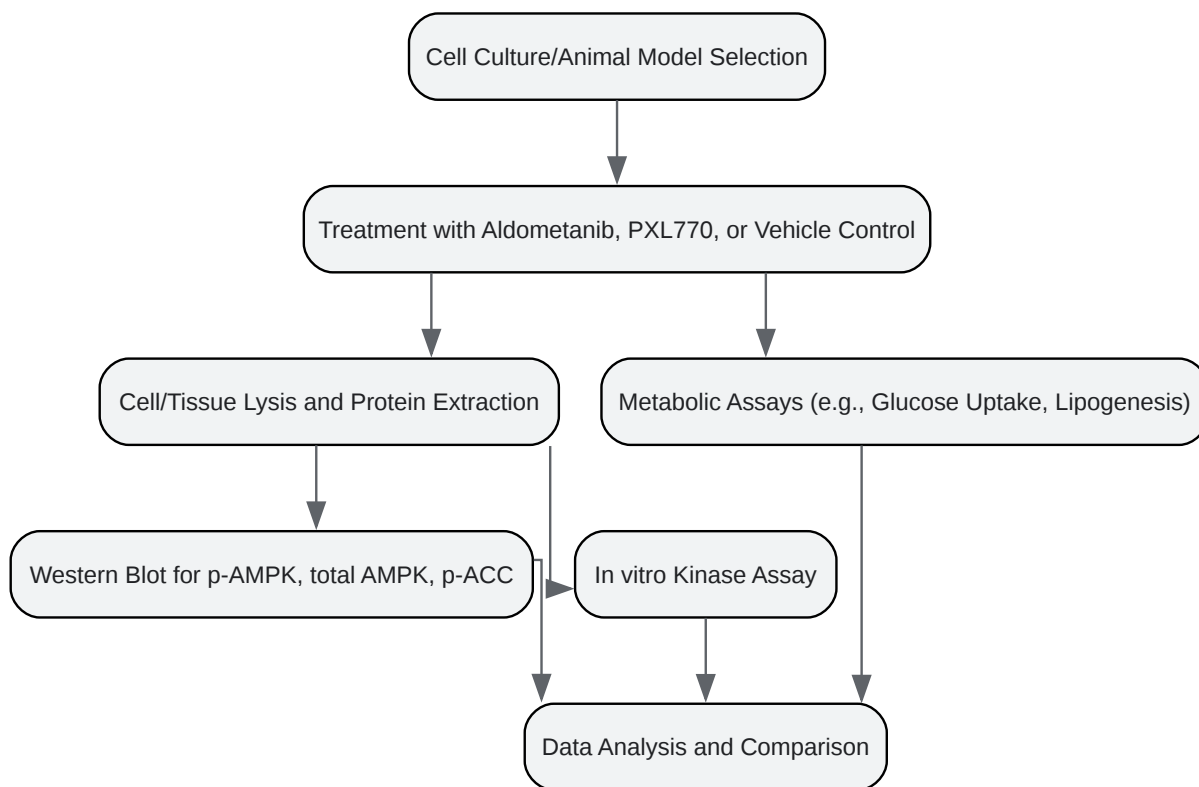 Cell Culture/Animal Model Selection
Treatment with Aldometanib, PXL770, or Vehicle Control
Cell/Tissue Lysis and Protein Extraction
Metabolic Assays (e.g., Glucose Uptake, Lipogenesis)
Western Blot for p-AMPK, total AMPK, p-ACC
In vitro Kinase Assay
Data Analysis and Comparison